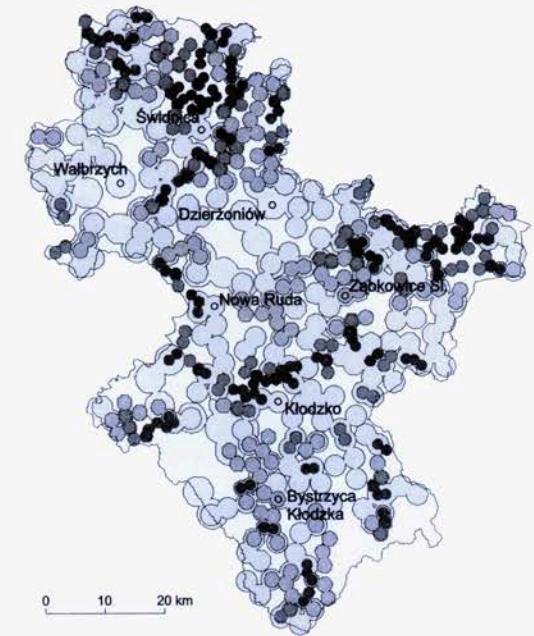 Świdnica
Wałbrzych
Dzierżoniów
Ząbkowice Śl.
Nowa Ruda
Kłodzko
Bystrzyca
Kłodzka
0 10 20 km